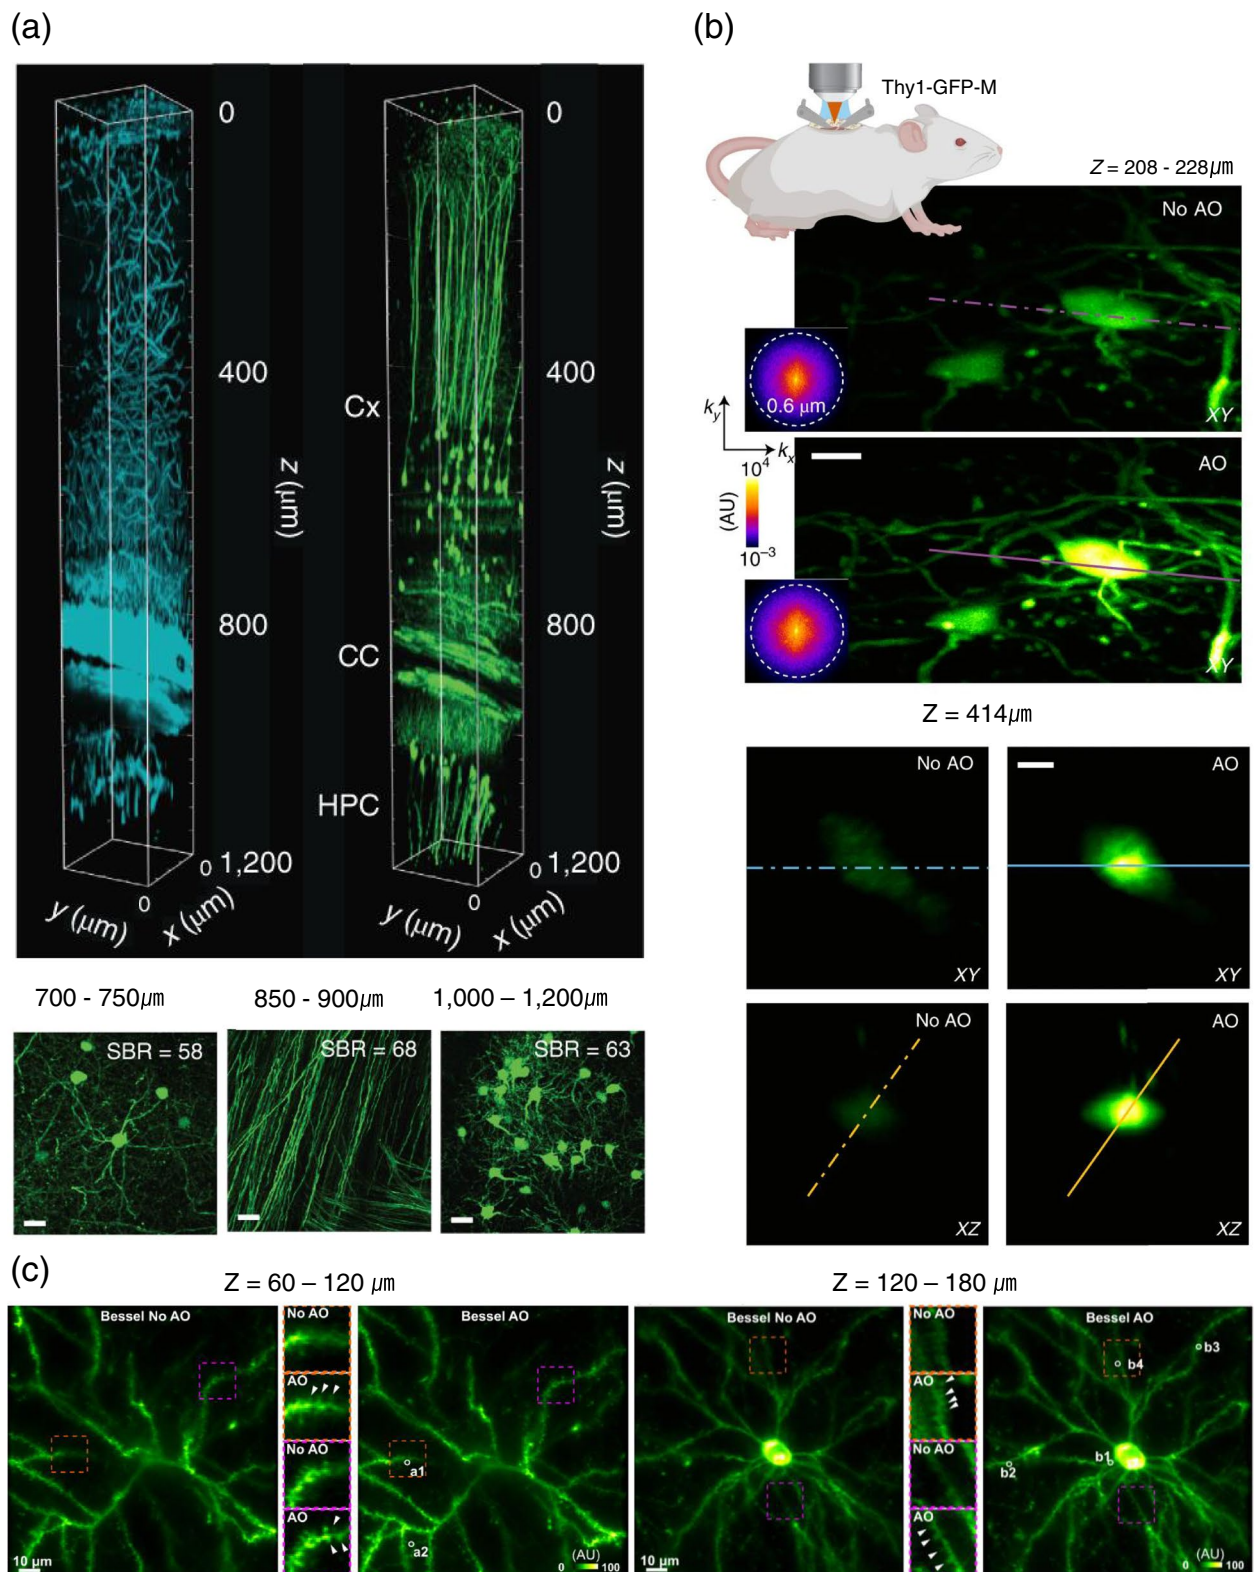 (a)
0
400
800
0 1,200
z (μm)
y (μm)
0
x (μm)
Cx
CC
HPC
0
400
800
0 1,200
z (μm)
y (μm)
0
x (μm)
700 - 750μm
850 - 900μm
1,000 – 1,200μm
SBR = 58
SBR = 68
SBR = 63
(b)
Thy1-GFP-M
Z = 208 - 228μm
No AO
XY
0.6 μm
ky
kx
10⁴
(AU)
10⁻³
AO
XY
Z = 414μm
No AO
XY
AO
XY
No AO
XZ
AO
XZ
(c)
Z = 60 – 120 μm
Z = 120 – 180 μm
Bessel No AO
10 μm
No AO
AO
No AO
AO
Bessel AO
a1
a2
(AU)
0 100
Bessel No AO
10 μm
No AO
AO
No AO
AO
Bessel AO
b3
b4
b1
b2
(AU)
0 100